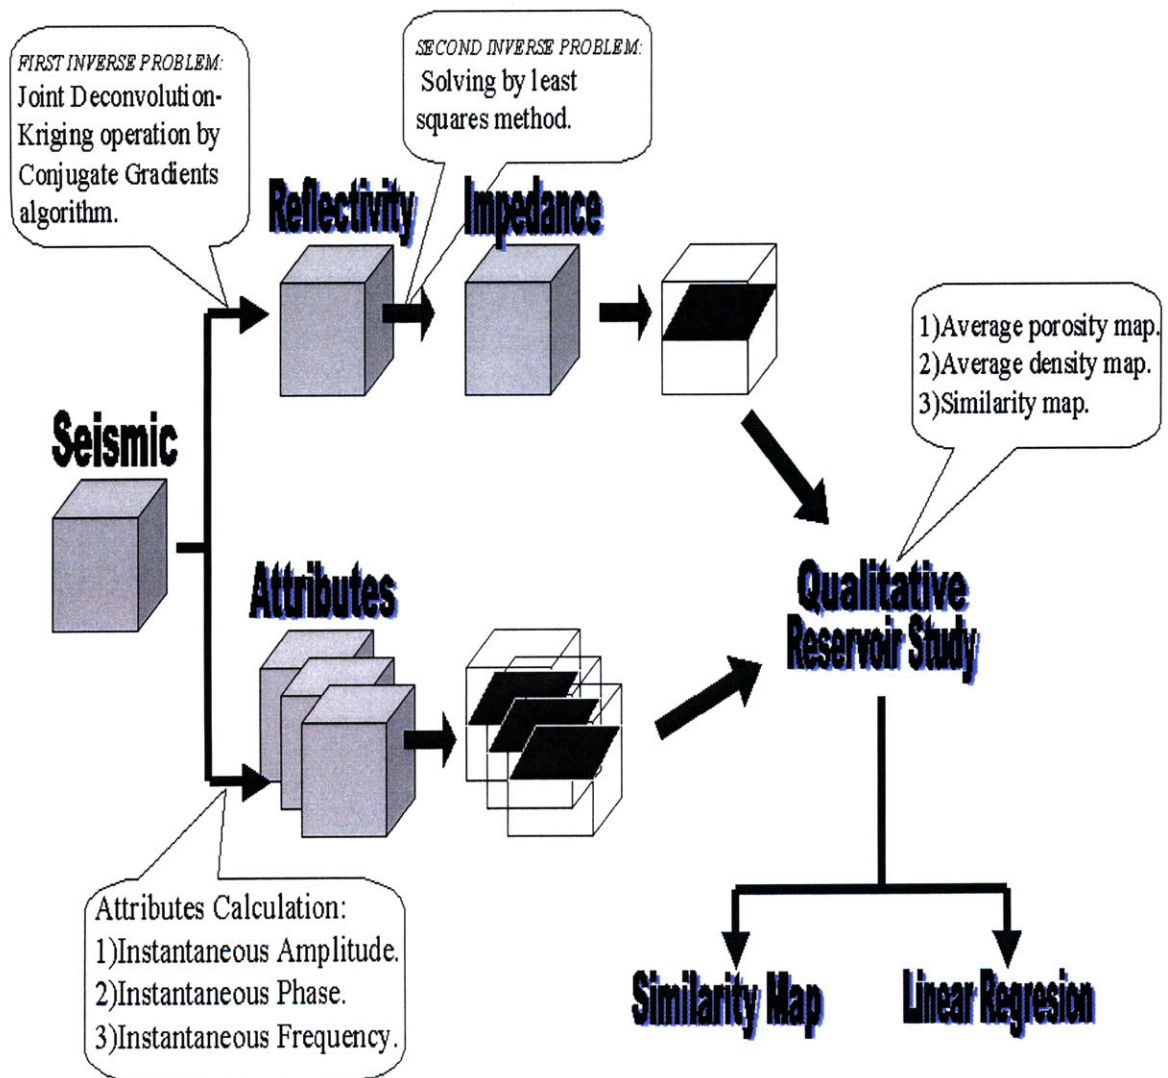 FIRST INVERSE PROBLEM:
Joint Deconvolution-
Kriging operation by
Conjugate Gradients
algorithm.
SECOND INVERSE PROBLEM:
Solving by least
squares method.
Reflectivity
Impedance
1)Average porosity map.
2)Average density map.
3)Similarity map.
Seismic
Attributes
Qualitative
Reservoir Study
Attributes Calculation:
1)Instantaneous Amplitude.
2)Instantaneous Phase.
3)Instantaneous Frequency.
Similarity Map
Linear Regresion